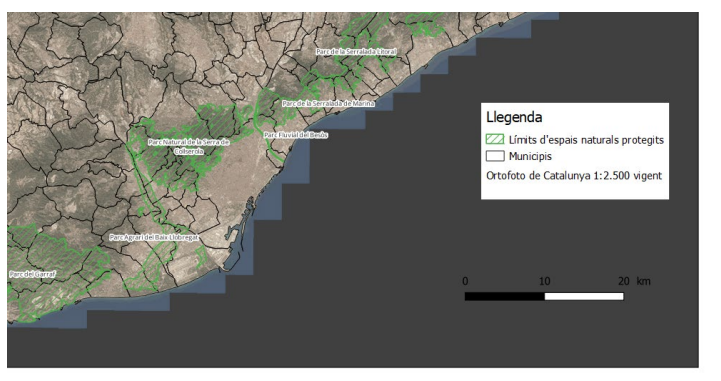 Parc de la Serralada Litoral
Parc de la Serralada de Marina
Parc Fluvial del Besòs
Parc Natural de la Serra de
Collserola
Parc Agrari del Baix Llobregat
Parc del Garraf
Llegenda
Límits d'espais naturals protegits
Municipis
Ortofoto de Catalunya 1:2.500 vigent
0 10 20 km